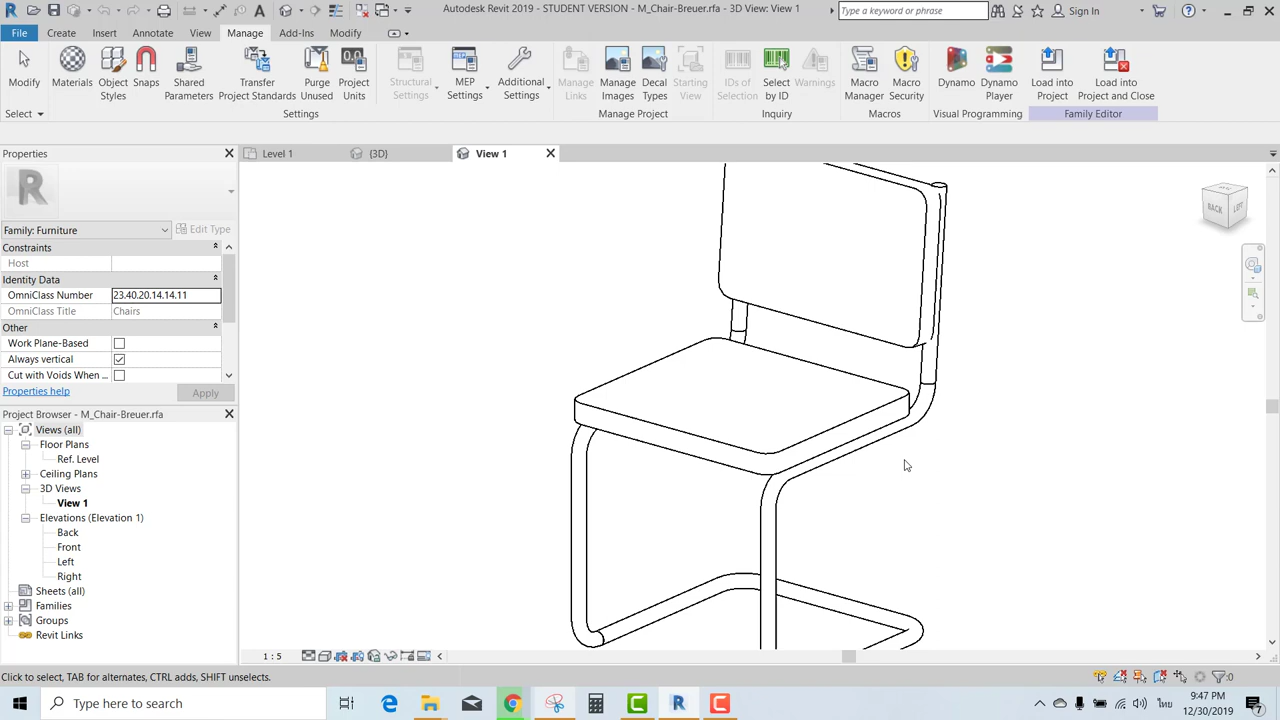 Autodesk Revit 2019 - STUDENT VERSION - M_Chair-Breuer.rfa - 3D View: View 1
Type a keyword or phrase
Sign In
File Create Insert Annotate View Manage Add-Ins Modify
Modify
Materials
Object Styles
Snaps
Shared Parameters
Transfer Project Standards
Purge Unused
Project Units
Structural Settings
MEP Settings
Additional Settings
Manage Links
Manage Images
Decal Types
Starting View
IDs of Selection
Select by ID
Warnings
Macro Manager
Macro Security
Dynamo
Dynamo Player
Load into Project
Load into Project and Close
Select Settings Manage Project Inquiry Macros Visual Programming Family Editor
Properties
Level 1 {3D} View 1
BACK LEFT
Family: Furniture Edit Type
Constraints
Host
Identity Data
OmniClass Number 23.40.20.14.14.11
OmniClass Title Chairs
Other
Work Plane-Based
Always vertical
Cut with Voids When ...
Properties help Apply
Project Browser - M_Chair-Breuer.rfa
Views (all)
Floor Plans
Ref. Level
Ceiling Plans
3D Views
View 1
Elevations (Elevation 1)
Back
Front
Left
Right
Sheets (all)
Families
Groups
Revit Links
1 : 5
Click to select, TAB for alternates, CTRL adds, SHIFT unselects.
:0
Type here to search
9:47 PM
12/30/2019
7